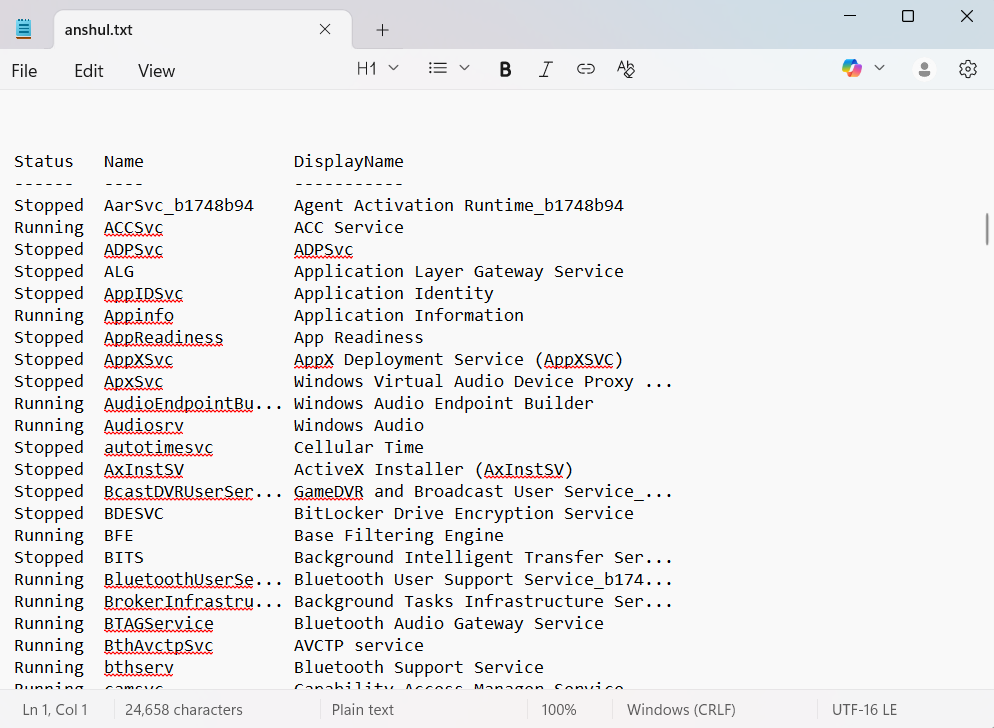 anshul.txt
File Edit View H1 B I
Status Name DisplayName
------ ---- -----------
Stopped AarSvc_b1748b94 Agent Activation Runtime_b1748b94
Running ACCSvc ACC Service
Stopped ADPSvc ADPSvc
Stopped ALG Application Layer Gateway Service
Stopped AppIDSvc Application Identity
Running Appinfo Application Information
Stopped AppReadiness App Readiness
Stopped AppXSvc AppX Deployment Service (AppXSVC)
Stopped ApxSvc Windows Virtual Audio Device Proxy ...
Running AudioEndpointBu... Windows Audio Endpoint Builder
Running Audiosrv Windows Audio
Stopped autotimesvc Cellular Time
Stopped AxInstSV ActiveX Installer (AxInstSV)
Stopped BcastDVRUserSer... GameDVR and Broadcast User Service_...
Stopped BDESVC BitLocker Drive Encryption Service
Running BFE Base Filtering Engine
Stopped BITS Background Intelligent Transfer Ser...
Running BluetoothUserSe... Bluetooth User Support Service_b174...
Running BrokerInfrastru... Background Tasks Infrastructure Ser...
Running BTAGService Bluetooth Audio Gateway Service
Running BthAvctpSvc AVCTP service
Running bthserv Bluetooth Support Service
Running camsvc Capability Access Manager Service
Ln 1, Col 1 24,658 characters Plain text 100% Windows (CRLF) UTF-16 LE